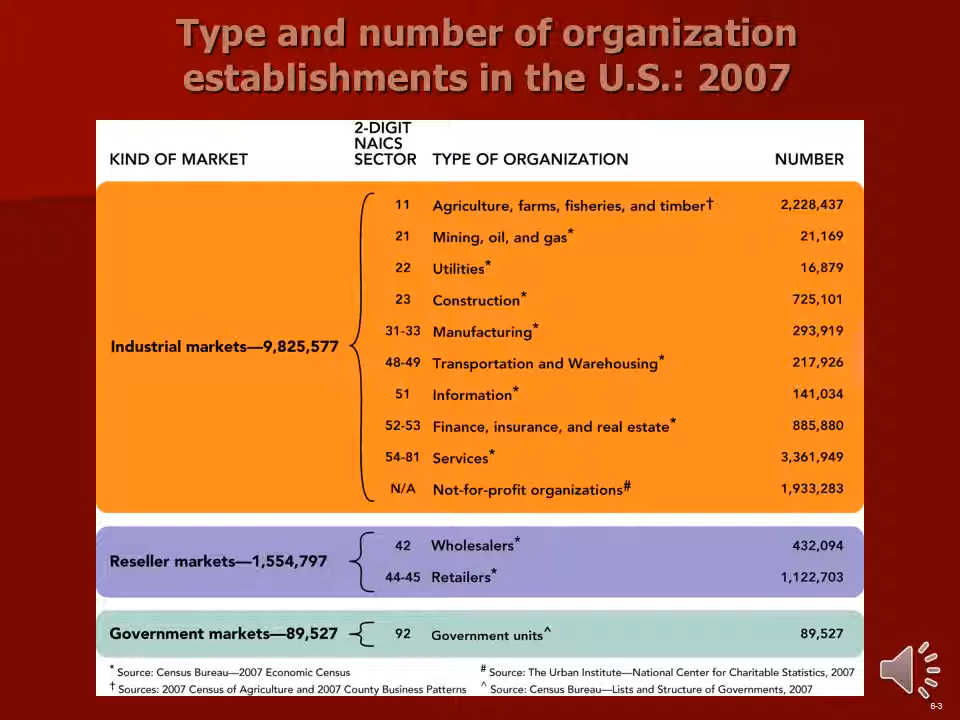 Type and number of organization
establishments in the U.S.: 2007
2-DIGIT
NAICS
KIND OF MARKET SECTOR TYPE OF ORGANIZATION NUMBER
11 Agriculture, farms, fisheries, and timber† 2,228,437
21 Mining, oil, and gas* 21,169
22 Utilities* 16,879
23 Construction* 725,101
31-33 Manufacturing* 293,919
Industrial markets—9,825,577
48-49 Transportation and Warehousing* 217,926
51 Information* 141,034
52-53 Finance, insurance, and real estate* 885,880
54-81 Services* 3,361,949
N/A Not-for-profit organizations# 1,933,283
42 Wholesalers* 432,094
Reseller markets—1,554,797
44-45 Retailers* 1,122,703
Government markets—89,527 92 Government units^ 89,527
* Source: Census Bureau—2007 Economic Census # Source: The Urban Institute—National Center for Charitable Statistics, 2007
† Sources: 2007 Census of Agriculture and 2007 County Business Patterns ^ Source: Census Bureau—Lists and Structure of Governments, 2007
6-3